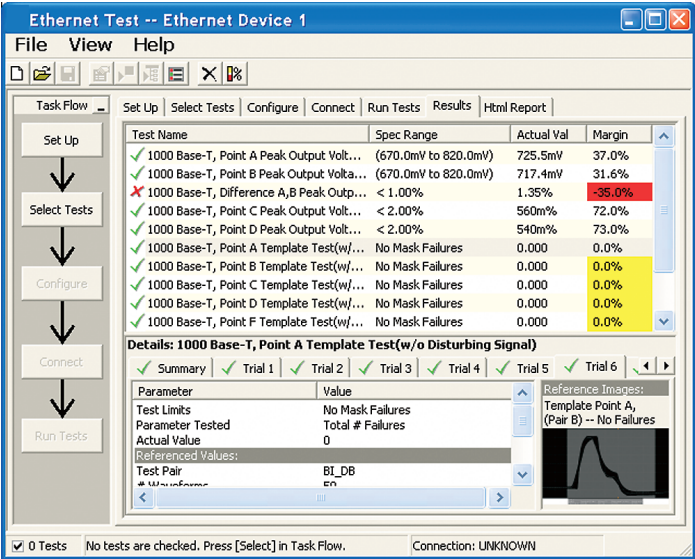 Ethernet Test -- Ethernet Device 1
File View Help
Task Flow
Set Up
Select Tests
Configure
Connect
Run Tests
Set Up Select Tests Configure Connect Run Tests Results Html Report
Test Name Spec Range Actual Val Margin
1000 Base-T, Point A Peak Output Volt... (670.0mV to 820.0mV) 725.5mV 37.0%
1000 Base-T, Point B Peak Output Volta... (670.0mV to 820.0mV) 717.4mV 31.6%
1000 Base-T, Difference A,B Peak Outp... < 1.00% 1.35% -35.0%
1000 Base-T, Point C Peak Output Volt... < 2.00% 560m% 72.0%
1000 Base-T, Point D Peak Output Volt... < 2.00% 540m% 73.0%
1000 Base-T, Point A Template Test(w/... No Mask Failures 0.000 0.0%
1000 Base-T, Point B Template Test(w/... No Mask Failures 0.000 0.0%
1000 Base-T, Point C Template Test(w/... No Mask Failures 0.000 0.0%
1000 Base-T, Point D Template Test(w/... No Mask Failures 0.000 0.0%
1000 Base-T, Point F Template Test(w/... No Mask Failures 0.000 0.0%
Details: 1000 Base-T, Point A Template Test(w/o Disturbing Signal)
Summary Trial 1 Trial 2 Trial 3 Trial 4 Trial 5 Trial 6
Parameter Value
Test Limits No Mask Failures
Parameter Tested Total # Failures
Actual Value 0
Referenced Values:
Test Pair BI_DB
# Waveforms
Reference Images:
Template Point A,
(Pair B) -- No Failures
0 Tests No tests are checked. Press [Select] in Task Flow. Connection: UNKNOWN